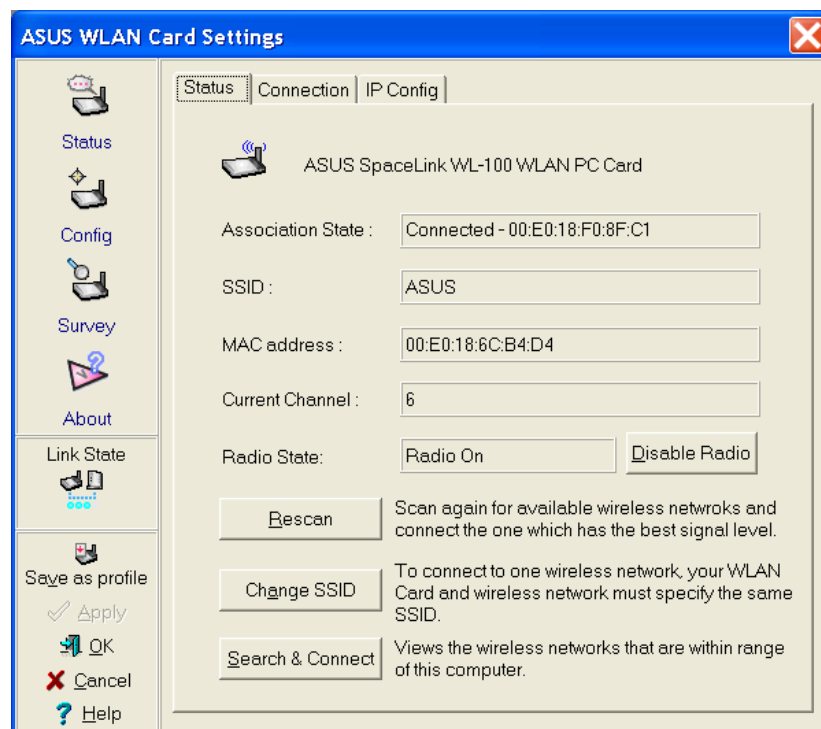 ASUS WLAN Card Settings
Status
Config
Survey
About
Link State
Save as profile
Apply
OK
Cancel
Help
Status Connection IP Config
ASUS SpaceLink WL-100 WLAN PC Card
Association State : Connected - 00:E0:18:F0:8F:C1
SSID : ASUS
MAC address : 00:E0:18:6C:B4:D4
Current Channel : 6
Radio State: Radio On Disable Radio
Rescan
Scan again for available wireless netwroks and
connect the one which has the best signal level.
Change SSID
To connect to one wireless network, your WLAN
Card and wireless network must specify the same
SSID.
Search & Connect
Views the wireless networks that are within range
of this computer.